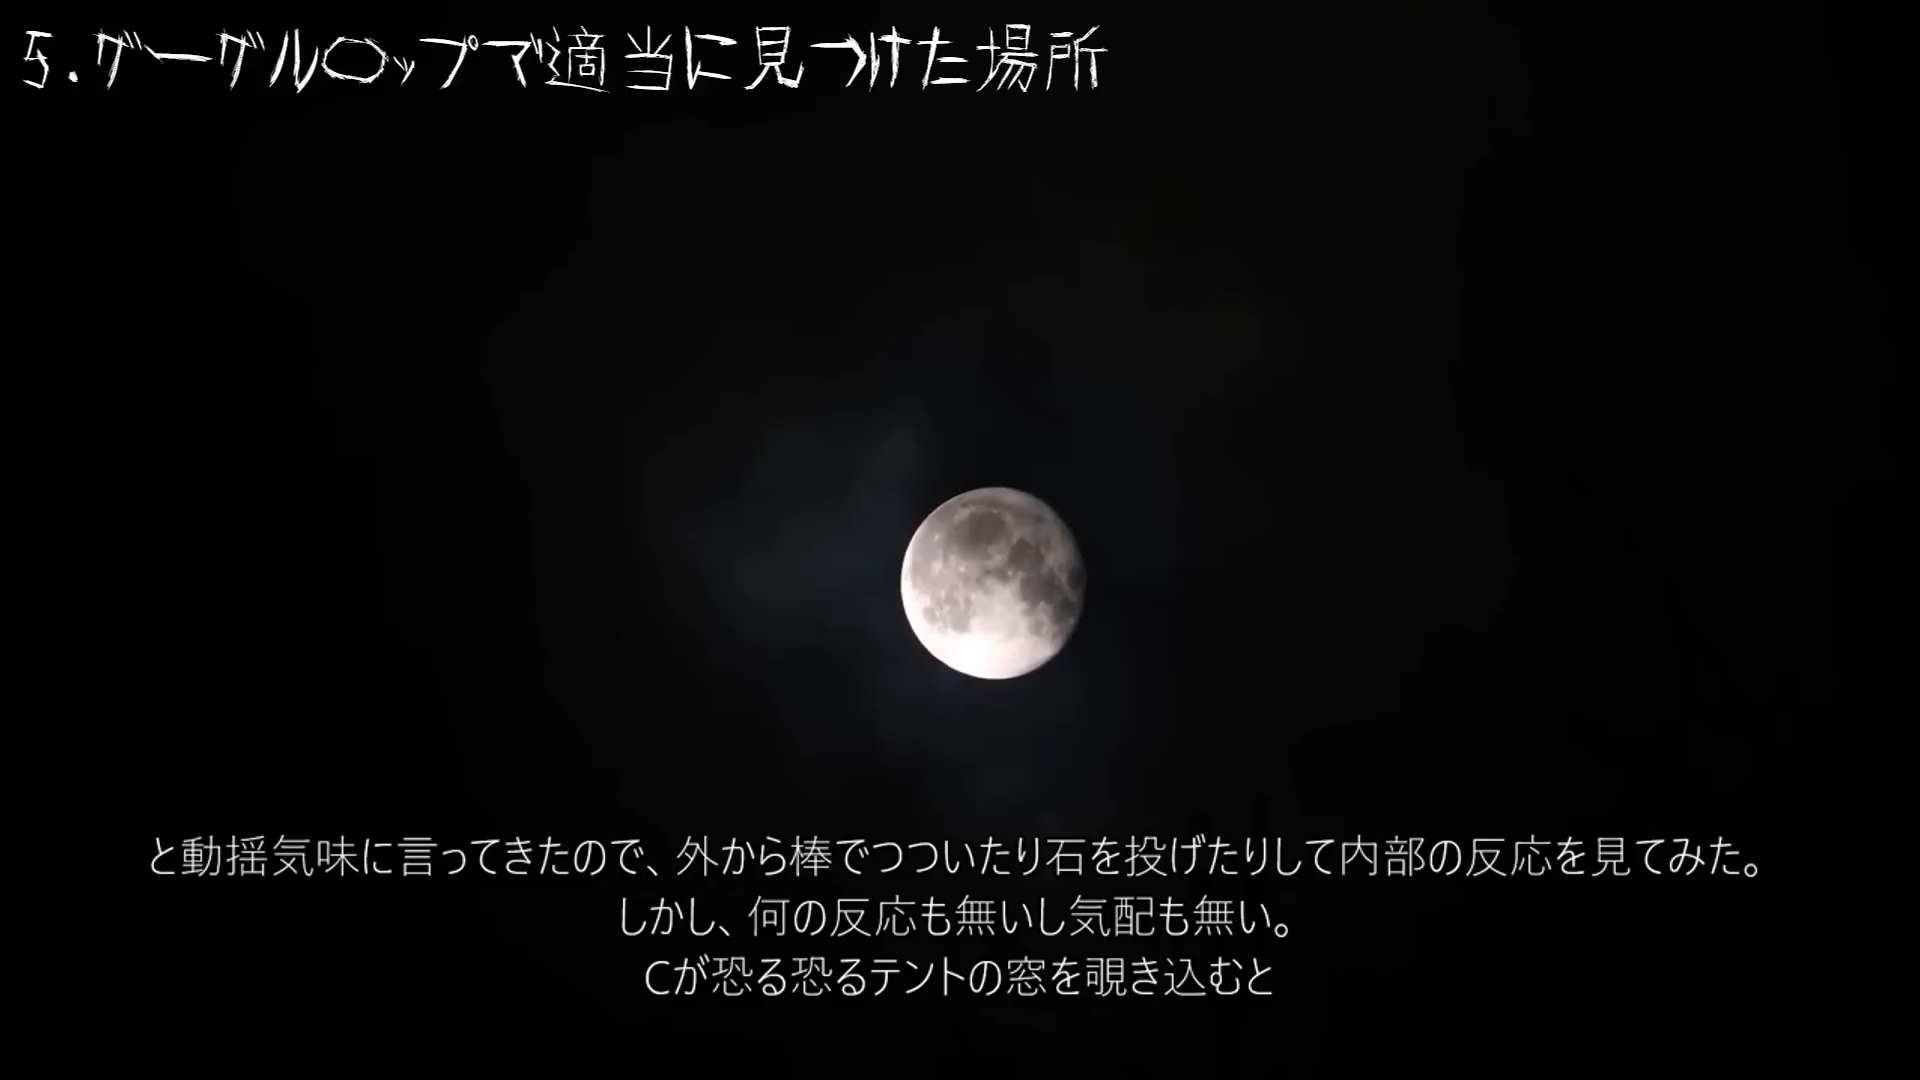 5.グーグル〇ップで適当に見つけた場所
と動揺気味に言ってきたので、外から棒でつついたり石を投げたりして内部の反応を見てみた。
しかし、何の反応も無いし気配も無い。
Cが恐る恐るテントの窓を覗き込むと